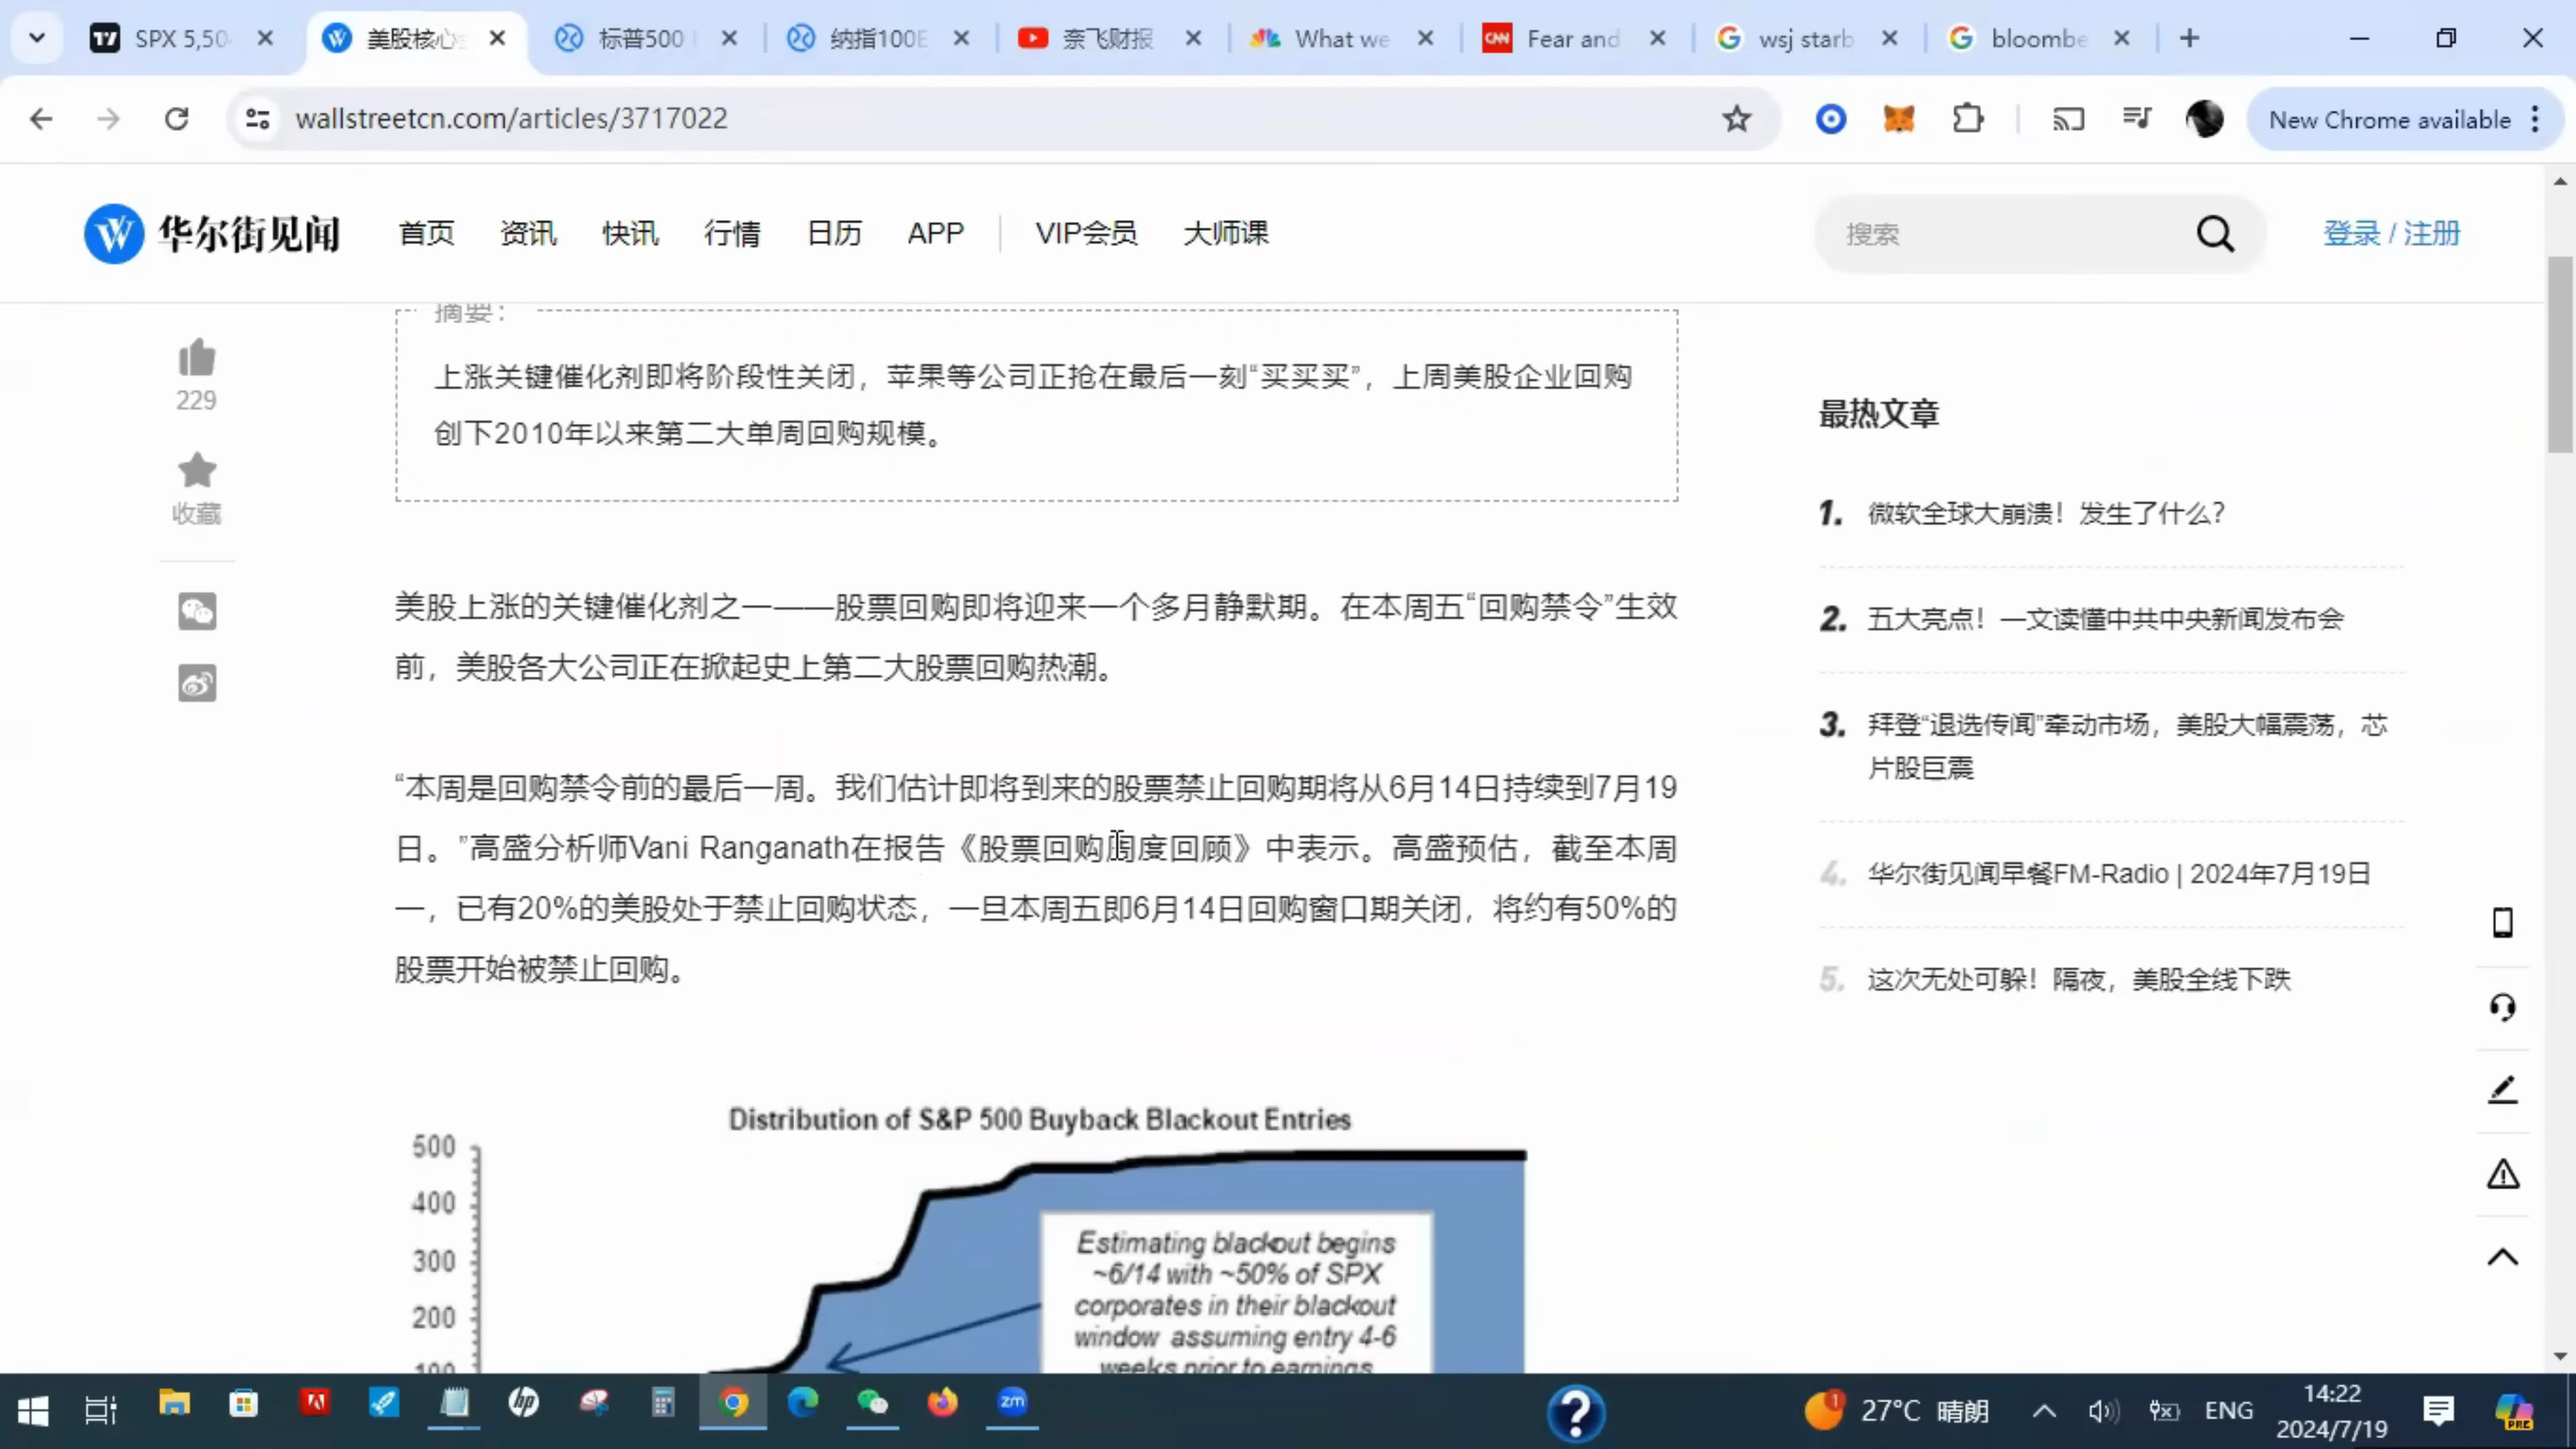 SPX 5,50
美股核心
标普500
纳指100E
奈飞财报
What we
Fear and
wsj starb
bloombe
wallstreetcn.com/articles/3717022
New Chrome available
华尔街见闻
首页
资讯
快讯
行情
日历
APP
VIP会员
大师课
搜索
登录 / 注册
摘要：
上涨关键催化剂即将阶段性关闭，苹果等公司正抢在最后一刻“买买买”，上周美股企业回购
创下2010年以来第二大单周回购规模。
229
收藏
美股上涨的关键催化剂之一——股票回购即将迎来一个多月静默期。在本周五“回购禁令”生效
前，美股各大公司正在掀起史上第二大股票回购热潮。
“本周是回购禁令前的最后一周。我们估计即将到来的股票禁止回购期将从6月14日持续到7月19
日。”高盛分析师Vani Ranganath在报告《股票回购周度回顾》中表示。高盛预估，截至本周
一，已有20%的美股处于禁止回购状态，一旦本周五即6月14日回购窗口期关闭，将约有50%的
股票开始被禁止回购。
Distribution of S&P 500 Buyback Blackout Entries
500
400
300
200
100
Estimating blackout begins
~6/14 with ~50% of SPX
corporates in their blackout
window assuming entry 4-6
weeks prior to earnings
最热文章
1. 微软全球大崩溃！发生了什么？
2. 五大亮点！一文读懂中共中央新闻发布会
3. 拜登“退选传闻”牵动市场，美股大幅震荡，芯
片股巨震
4. 华尔街见闻早餐FM-Radio | 2024年7月19日
5. 这次无处可躲！隔夜，美股全线下跌
27°C 晴朗
ENG
14:22
2024/7/19